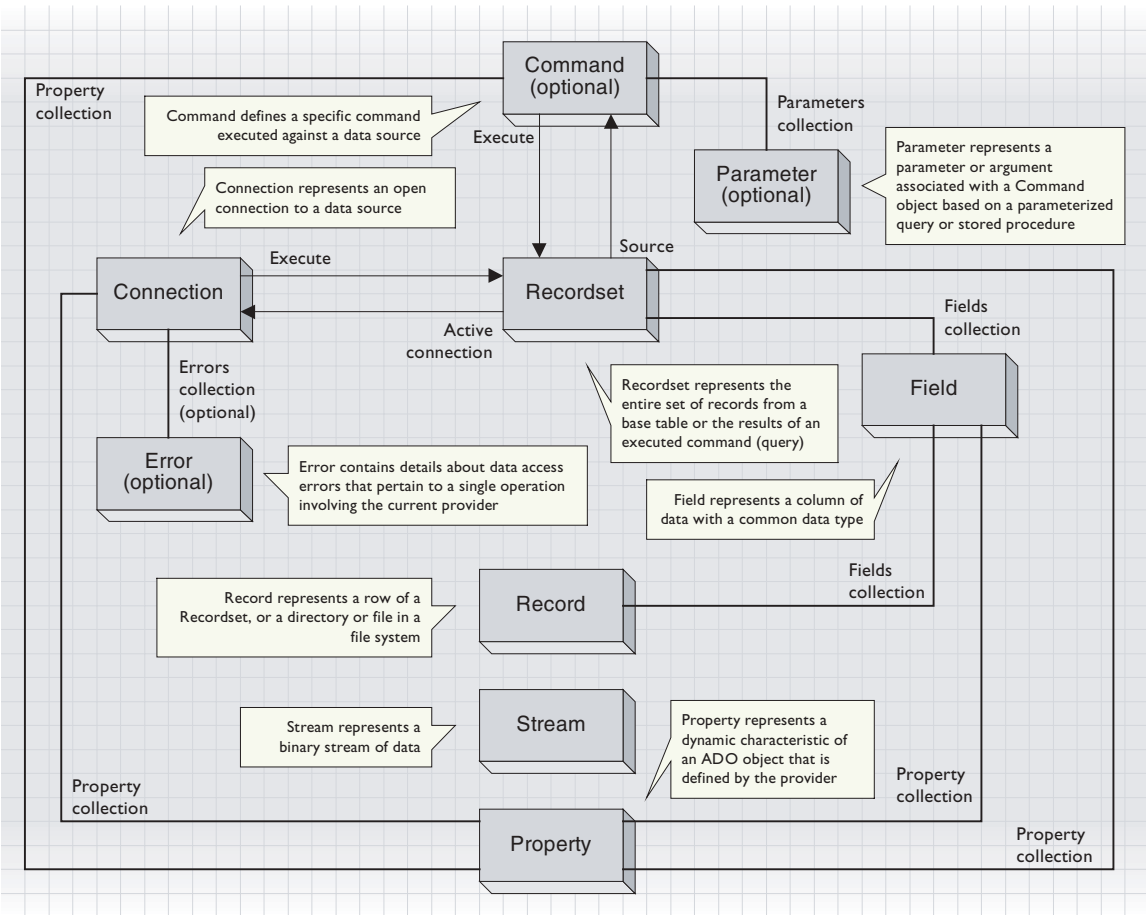 Command
(optional)
Property
collection
Command defines a specific command
executed against a data source
Execute
Parameters
collection
Parameter
(optional)
Parameter represents a
parameter or argument
associated with a Command
object based on a parameterized
query or stored procedure
Connection represents an open
connection to a data source
Source
Execute
Connection
Recordset
Active
connection
Fields
collection
Errors
collection
(optional)
Recordset represents the
entire set of records from a
base table or the results of an
executed command (query)
Field
Error
(optional)
Error contains details about data access
errors that pertain to a single operation
involving the current provider
Field represents a column of
data with a common data type
Fields
collection
Record represents a row of a
Recordset, or a directory or file in a
file system
Record
Stream represents a
binary stream of data
Stream
Property represents a
dynamic characteristic of
an ADO object that is
defined by the provider
Property
collection
Property
collection
Property
Property
collection